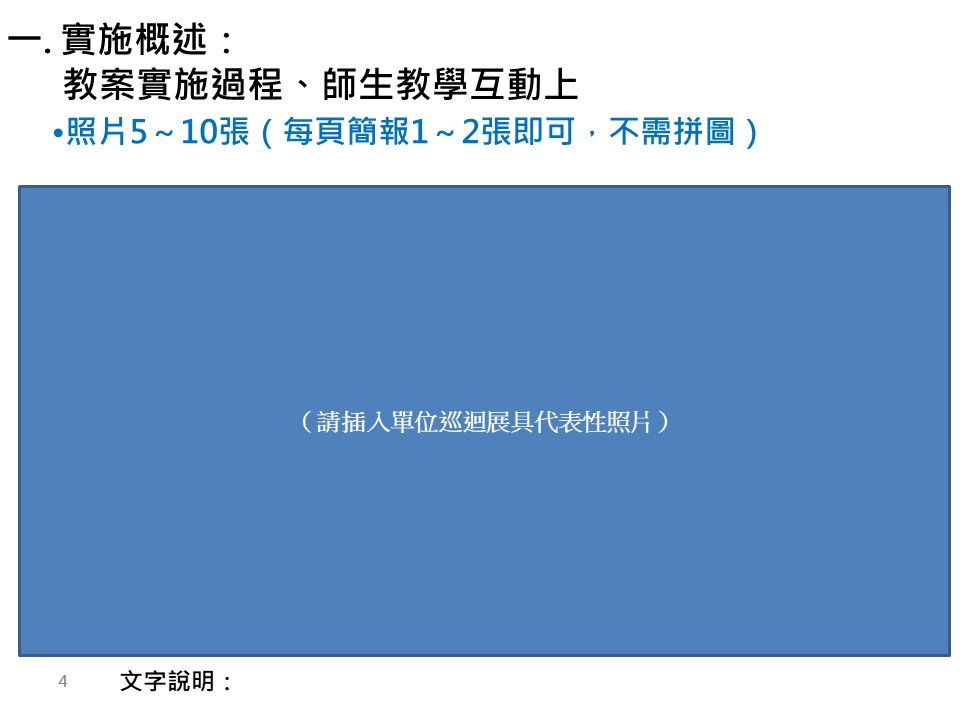 一. 實施概述：
教案實施過程、師生教學互動上
•照片5～10張（每頁簡報1～2張即可，不需拼圖）
（請插入單位巡迴展具代表性照片）
4 文字說明：